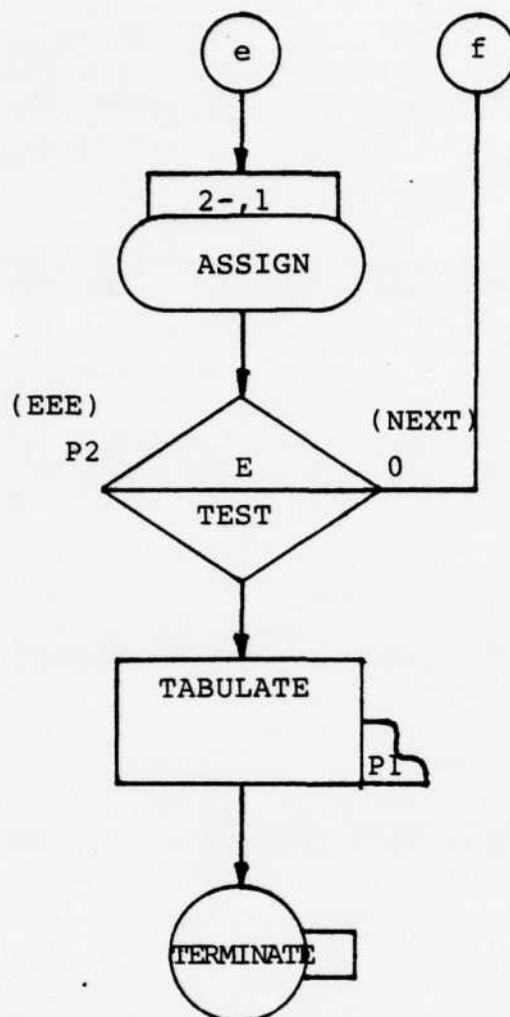 e f
2-,1
ASSIGN
(EEE)
(NEXT)
P2 E 0
TEST
TABULATE
P1
TERMINATE